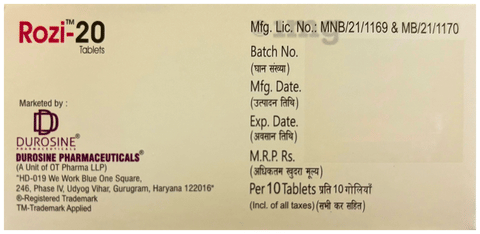 Rozi™-20
Tablets
Marketed by :
DUROSINE®
PHARMACEUTICALS
DUROSINE PHARMACEUTICALS®
(A Unit of OT Pharma LLP)
"HD-019 We Work Blue One Square,
246, Phase IV, Udyog Vihar, Gurugram, Haryana 122016"
®-Registered Trademark
TM-Trademark Applied
Mfg. Lic. No.: MNB/21/1169 & MB/21/1170
1mg
Batch No.
(घान संख्या)
Mfg. Date.
(उत्पादन तिथि)
Exp. Date.
(अवसान तिथि)
M.R.P. Rs.
(अधिकतम खुदरा मूल्य)
Per 10 Tablets प्रति 10 गोलियाँ
(Incl. of all taxes) (सभी कर सहित)